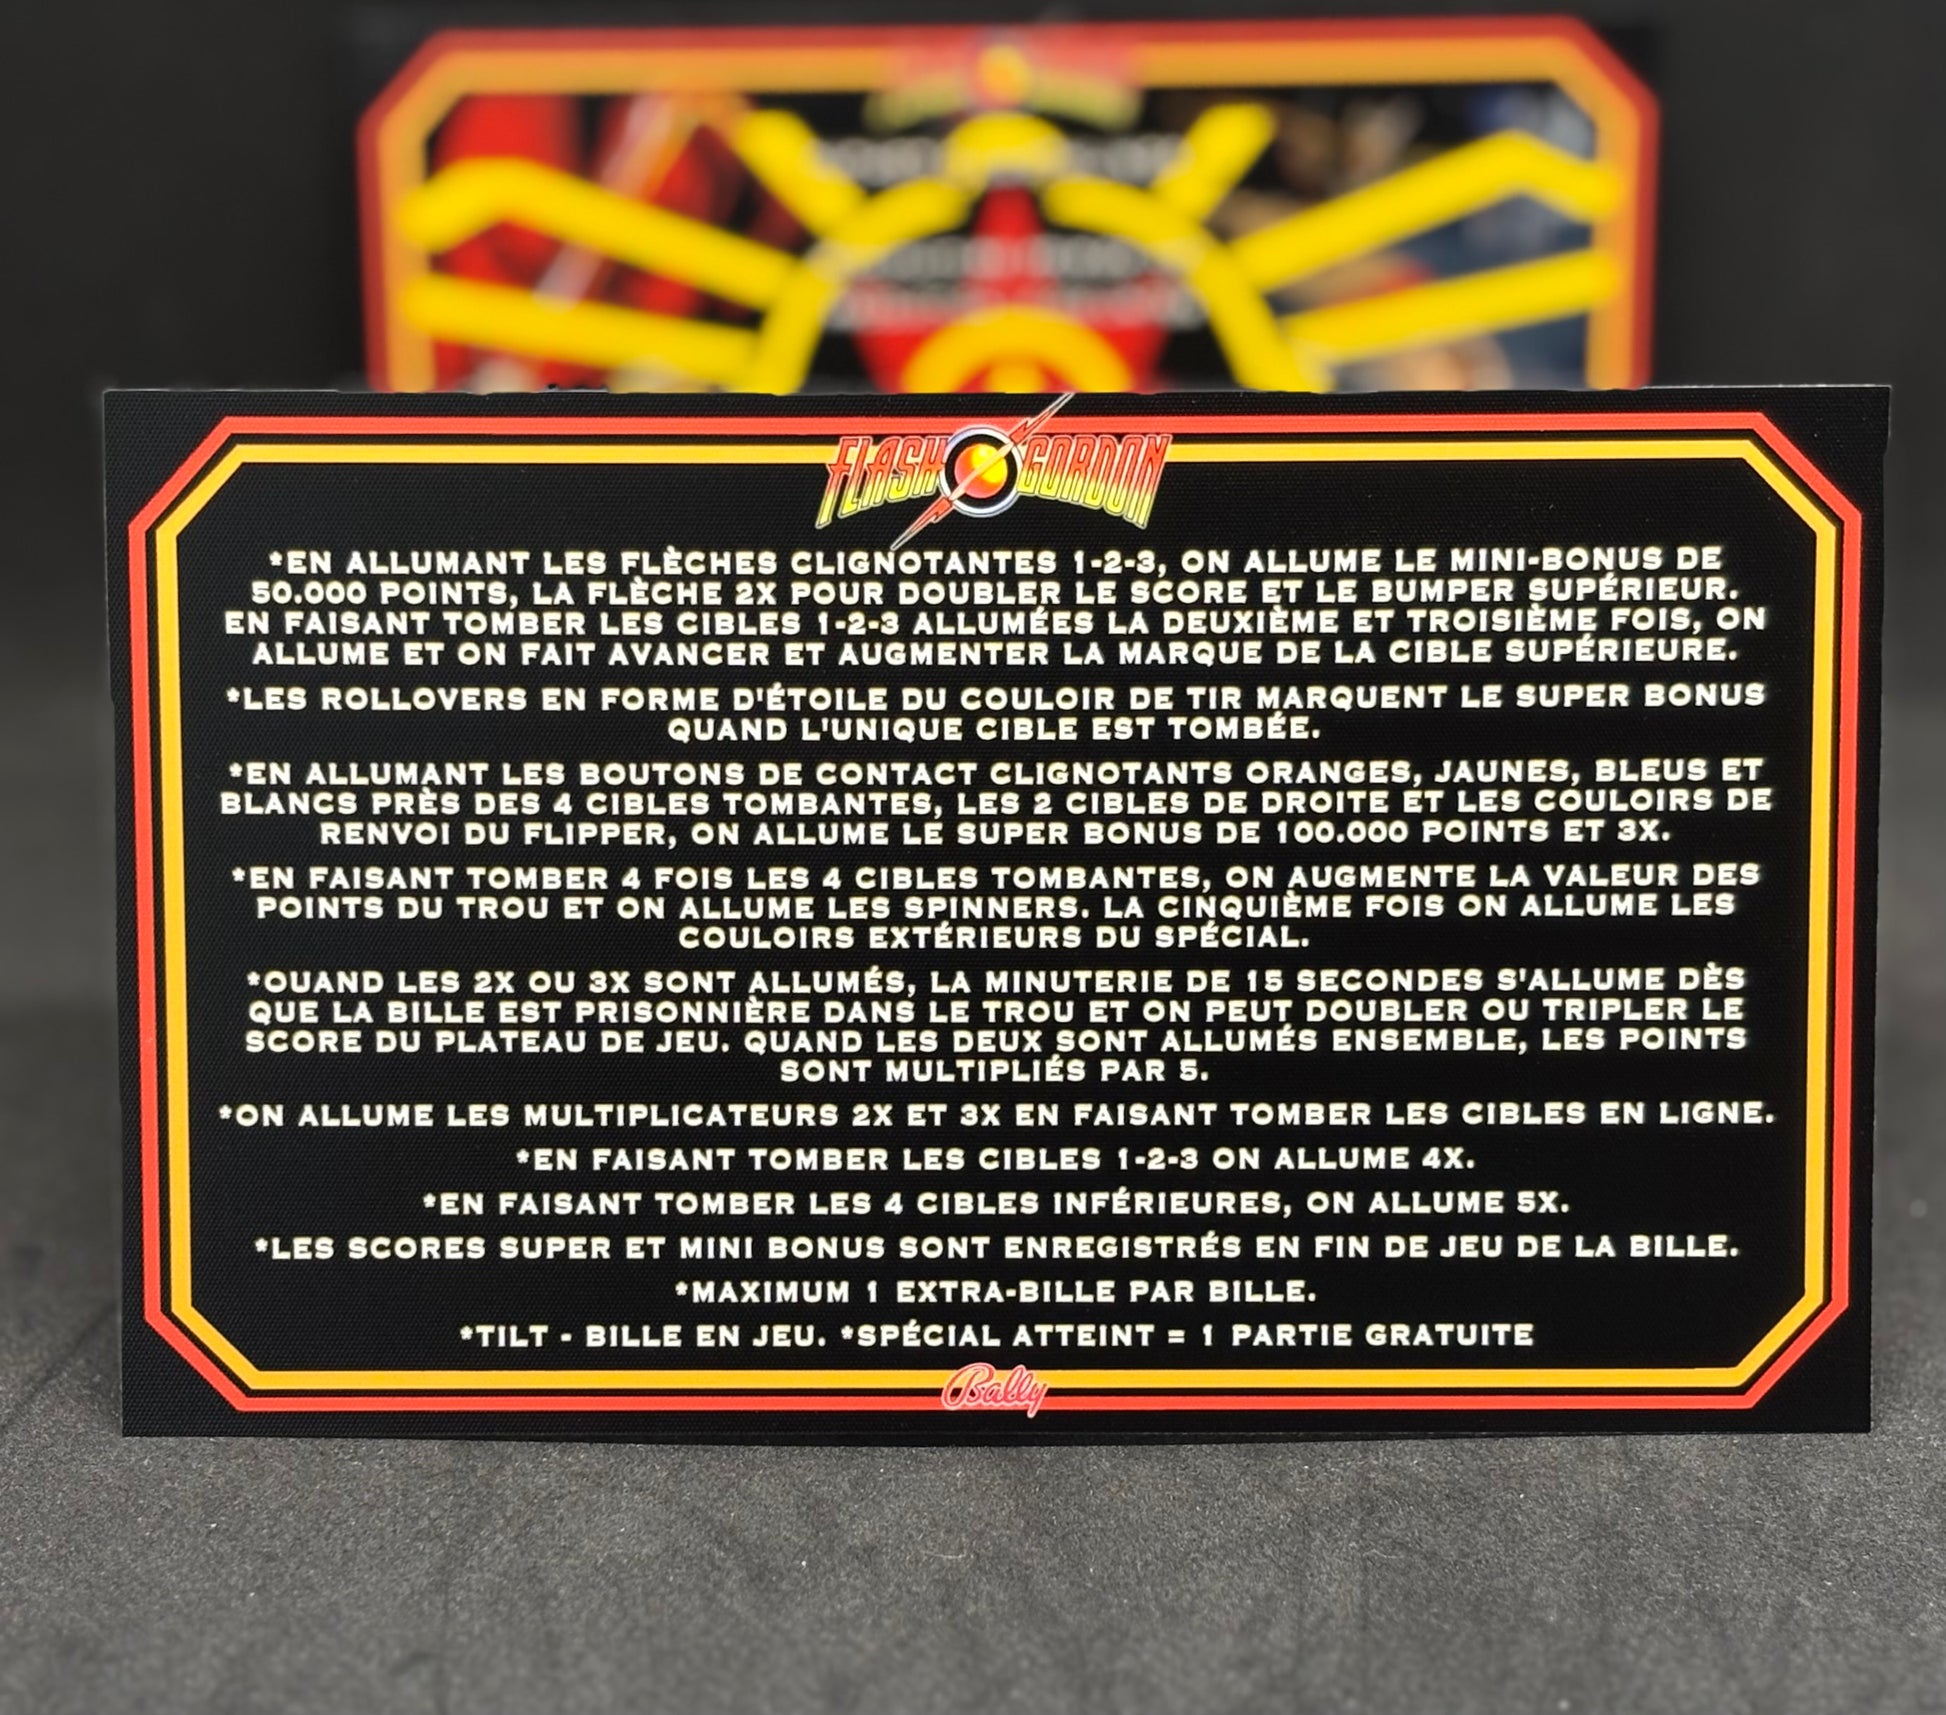 FLASH GORDON
*EN ALLUMANT LES FLÈCHES CLIGNOTANTES 1-2-3, ON ALLUME LE MINI-BONUS DE
50.000 POINTS, LA FLÈCHE 2X POUR DOUBLER LE SCORE ET LE BUMPER SUPÉRIEUR.
EN FAISANT TOMBER LES CIBLES 1-2-3 ALLUMÉES LA DEUXIÈME ET TROISIÈME FOIS, ON
ALLUME ET ON FAIT AVANCER ET AUGMENTER LA MARQUE DE LA CIBLE SUPÉRIEURE.
*LES ROLLOVERS EN FORME D'ÉTOILE DU COULOIR DE TIR MARQUENT LE SUPER BONUS
QUAND L'UNIQUE CIBLE EST TOMBÉE.
*EN ALLUMANT LES BOUTONS DE CONTACT CLIGNOTANTS ORANGES, JAUNES, BLEUS ET
BLANCS PRÈS DES 4 CIBLES TOMBANTES, LES 2 CIBLES DE DROITE ET LES COULOIRS DE
RENVOI DU FLIPPER, ON ALLUME LE SUPER BONUS DE 100.000 POINTS ET 3X.
*EN FAISANT TOMBER 4 FOIS LES 4 CIBLES TOMBANTES, ON AUGMENTE LA VALEUR DES
POINTS DU TROU ET ON ALLUME LES SPINNERS. LA CINQUIÈME FOIS ON ALLUME LES
COULOIRS EXTÉRIEURS DU SPÉCIAL.
*OUAND LES 2X OU 3X SONT ALLUMÉS, LA MINUTERIE DE 15 SECONDES S'ALLUME DÈS
QUE LA BILLE EST PRISONNIÈRE DANS LE TROU ET ON PEUT DOUBLER OU TRIPLER LE
SCORE DU PLATEAU DE JEU. QUAND LES DEUX SONT ALLUMÉS ENSEMBLE, LES POINTS
SONT MULTIPLIÉS PAR 5.
*ON ALLUME LES MULTIPLICATEURS 2X ET 3X EN FAISANT TOMBER LES CIBLES EN LIGNE.
*EN FAISANT TOMBER LES CIBLES 1-2-3 ON ALLUME 4X.
*EN FAISANT TOMBER LES 4 CIBLES INFÉRIEURES, ON ALLUME 5X.
*LES SCORES SUPER ET MINI BONUS SONT ENREGISTRÉS EN FIN DE JEU DE LA BILLE.
*MAXIMUM 1 EXTRA-BILLE PAR BILLE.
*TILT - BILLE EN JEU. *SPÉCIAL ATTEINT = 1 PARTIE GRATUITE
Bally